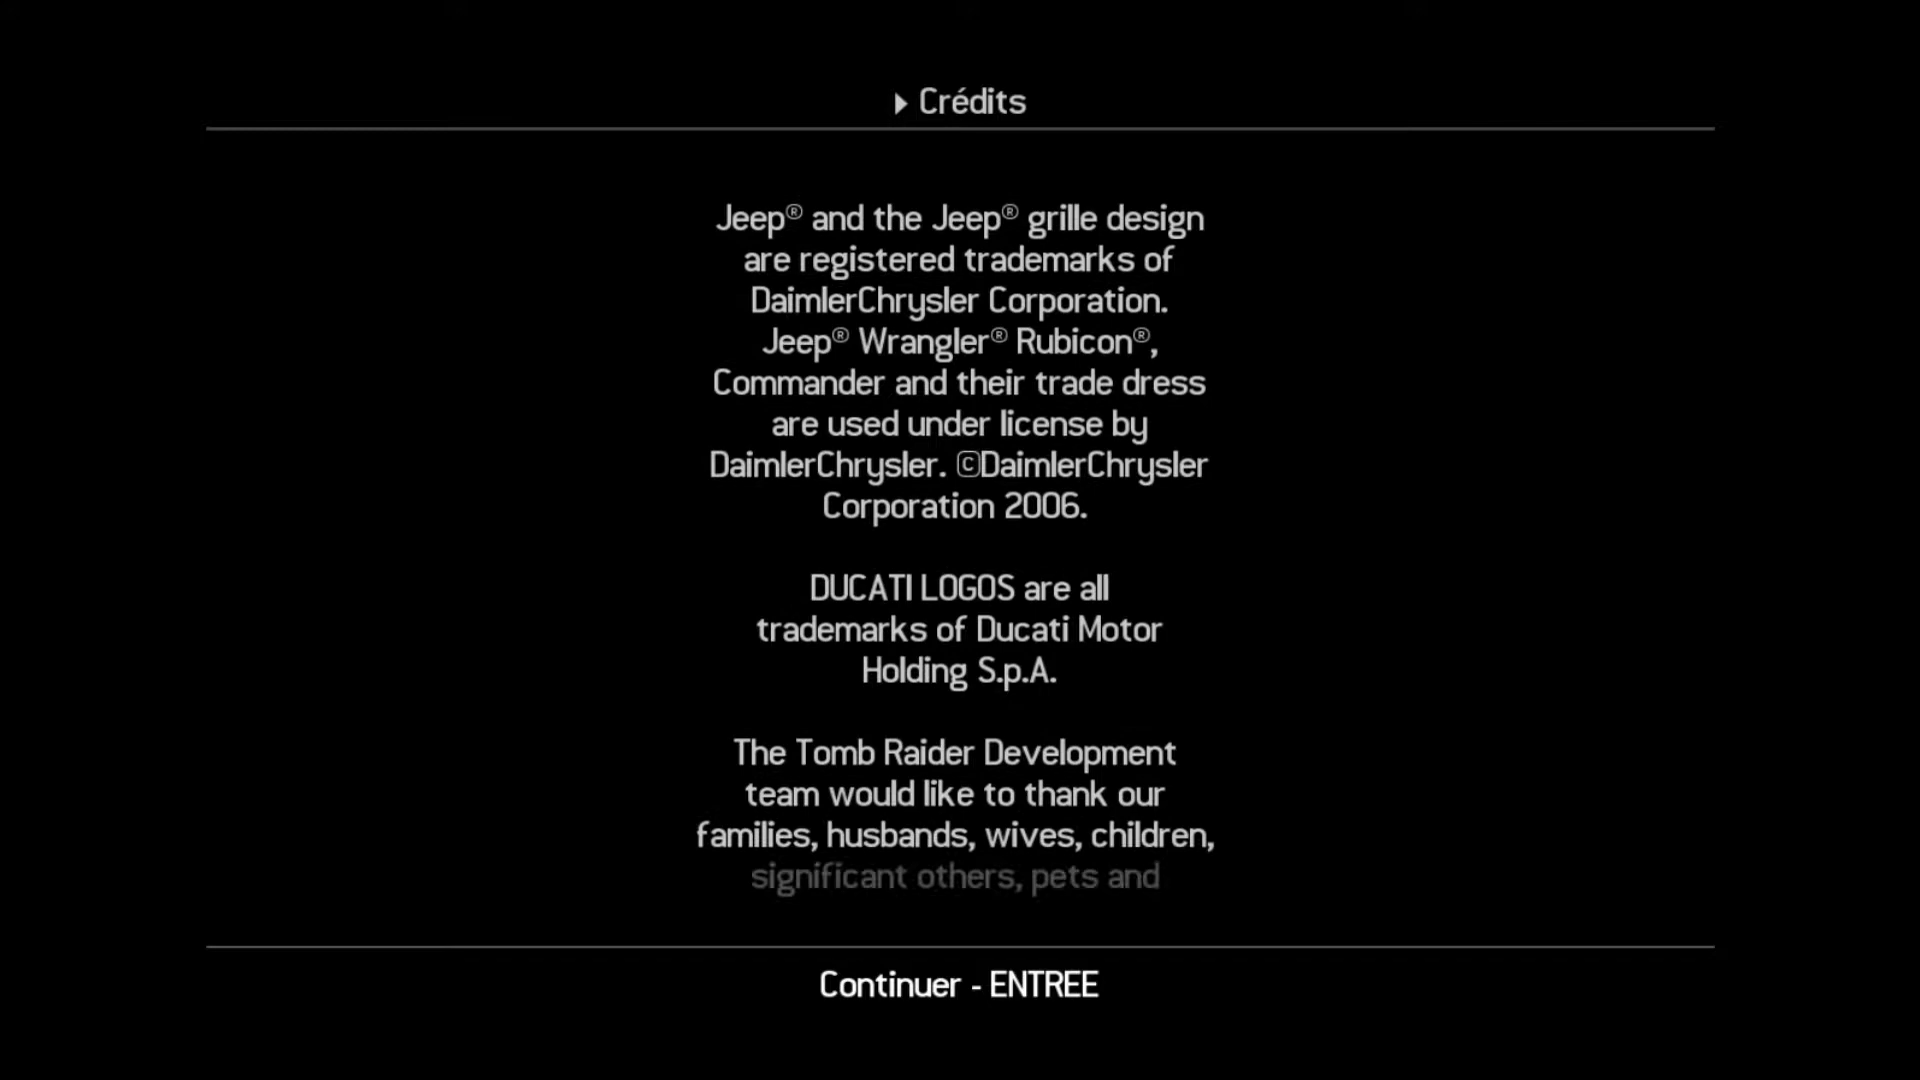 Crédits
Jeep® and the Jeep® grille design
are registered trademarks of
DaimlerChrysler Corporation.
Jeep® Wrangler® Rubicon®,
Commander and their trade dress
are used under license by
DaimlerChrysler. ©DaimlerChrysler
Corporation 2006.
DUCATI LOGOS are all
trademarks of Ducati Motor
Holding S.p.A.
The Tomb Raider Development
team would like to thank our
families, husbands, wives, children,
significant others, pets and
Continuer - ENTREE